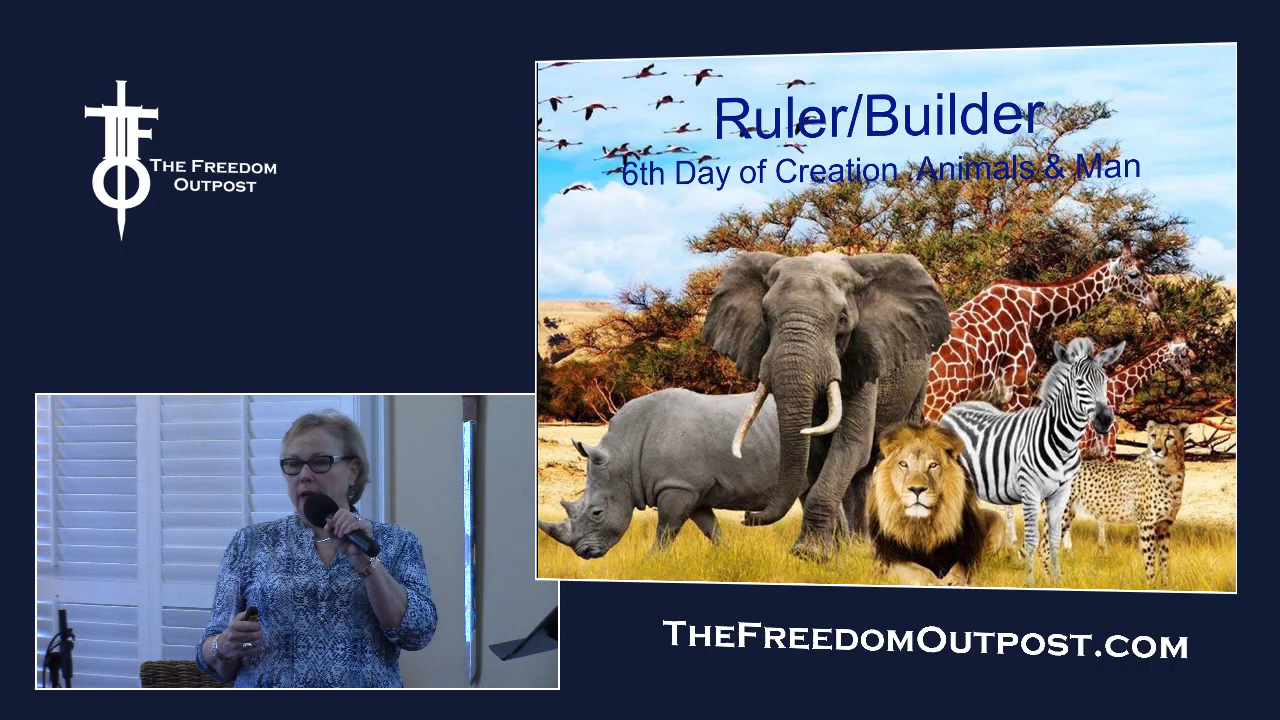 THE FREEDOM
OUTPOST
Ruler/Builder
6th Day of Creation Animals & Man
THEFREEDOMOUTPOST.COM